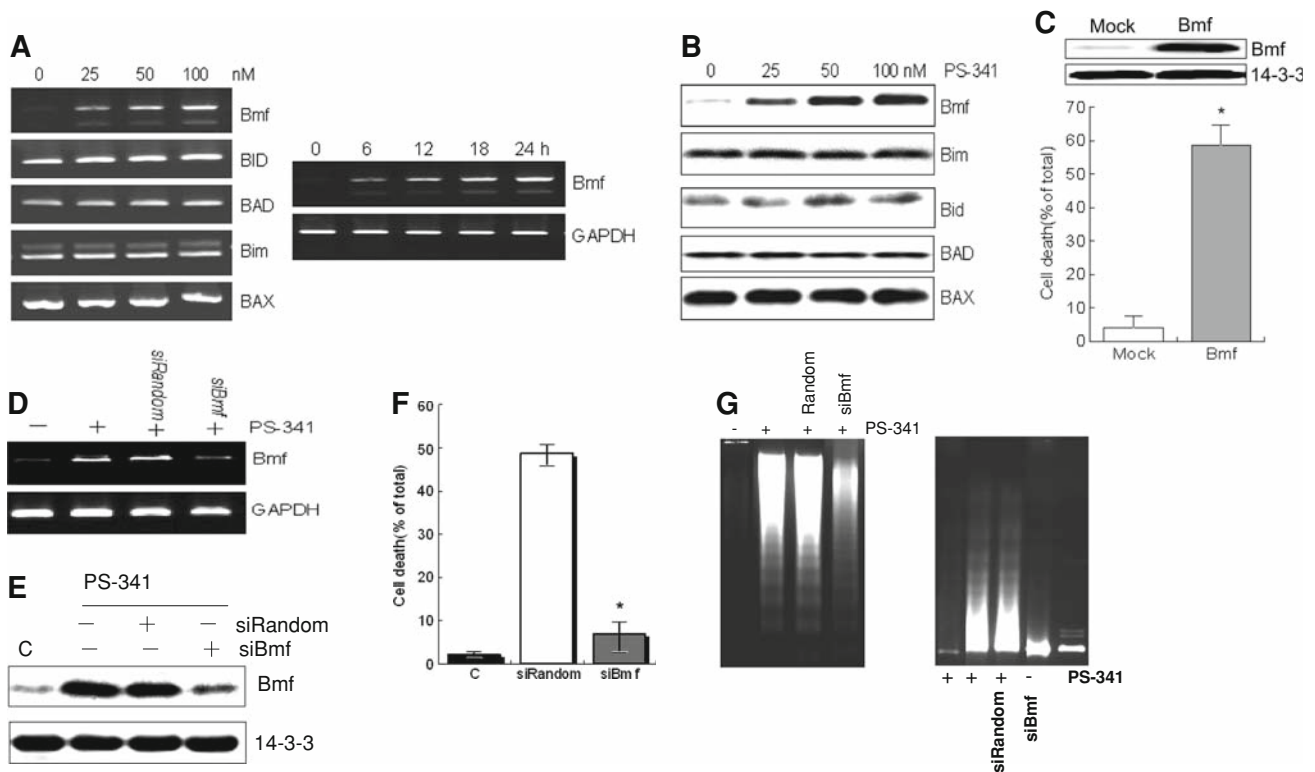 A
0 25 50 100 nM
Bmf
BID
BAD
Bim
BAX
0 6 12 18 24 h
Bmf
GAPDH
B
0 25 50 100 nM PS-341
Bmf
Bim
Bid
BAD
BAX
C
Mock Bmf
Bmf
14-3-3
Cell death(% of total)
70
60
50
40
30
20
10
0
*
Mock Bmf
D
siRandom
siBmf
— + + + PS-341
Bmf
GAPDH
E
PS-341
— + — siRandom
C — — + siBmf
Bmf
14-3-3
F
Cell death(% of total)
60
50
40
30
20
10
0
*
C siRandom siBmf
G
Random
siBmf
- + + + PS-341
+ + + - PS-341
siRandom
siBmf